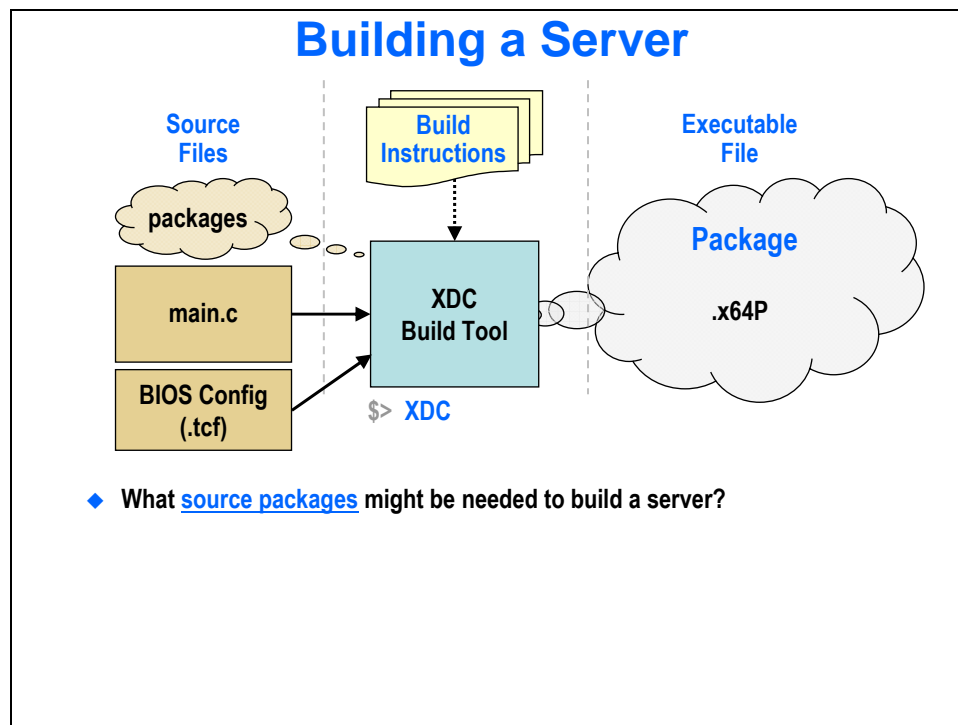 Building a Server
Source
Files
Build
Instructions
Executable
File
packages
main.c
BIOS Config
(.tcf)
XDC
Build Tool
$> XDC
Package
.x64P
◆ What source packages might be needed to build a server?